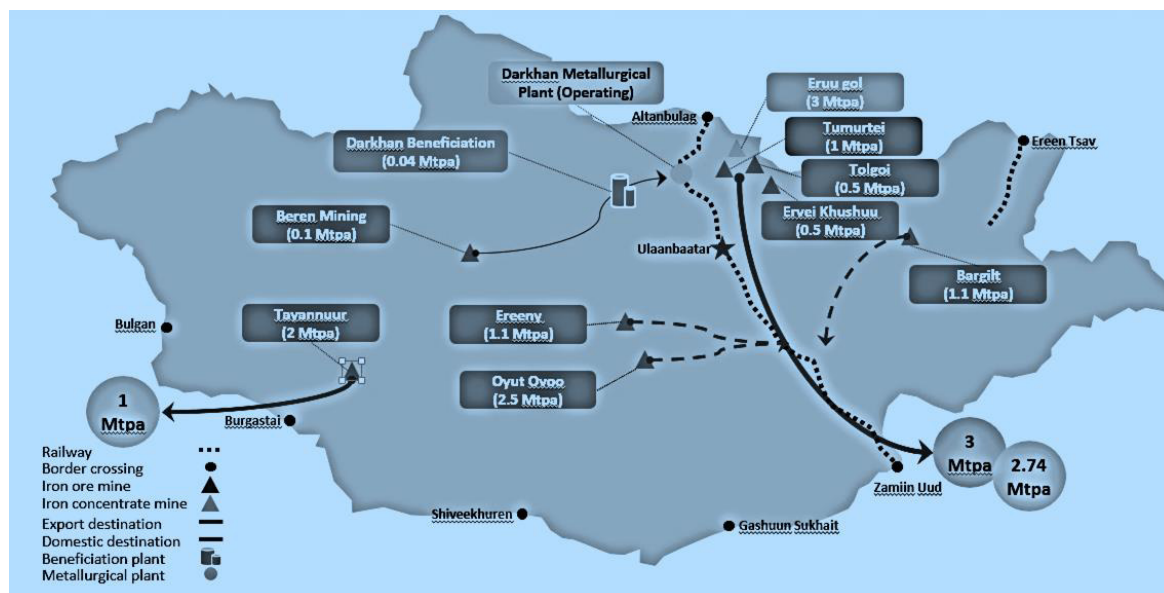 Darkhan Metallurgical
Plant (Operating)
Eruu gol
(3 Mtpa)
Altanbulag
Tumurtei
(1 Mtpa)
Ereen Tsav
Darkhan Beneficiation
(0.04 Mtpa)
Tolgoi
(0.5 Mtpa)
Beren Mining
(0.1 Mtpa)
Ervei Khushuu
(0.5 Mtpa)
Ulaanbaatar
Bargilt
(1.1 Mtpa)
Tayannuur
(2 Mtpa)
Ereeny
(1.1 Mtpa)
Bulgan
Oyut Ovoo
(2.5 Mtpa)
1
Mtpa
Burgastai
3
Mtpa
2.74
Mtpa
Zamiin Uud
Shiveekhuren
Gashuun Sukhait
Railway
Border crossing
Iron ore mine
Iron concentrate mine
Export destination
Domestic destination
Beneficiation plant
Metallurgical plant